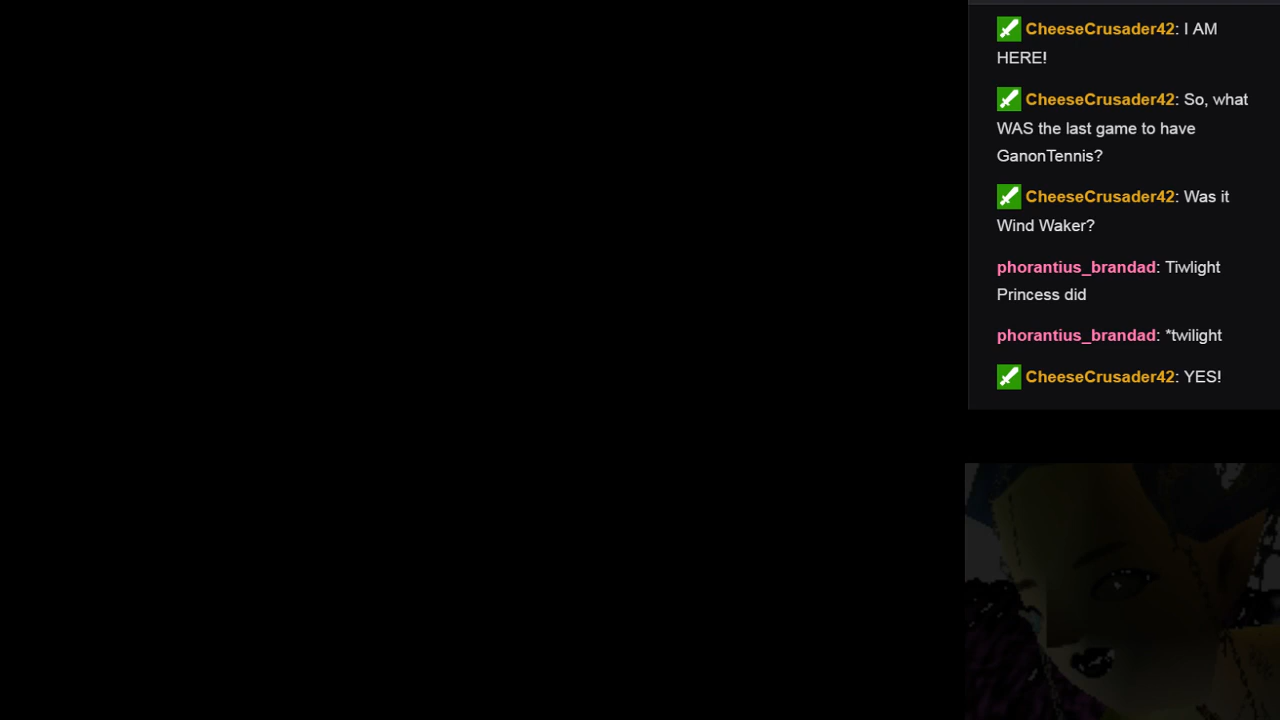 CheeseCrusader42: I AM
HERE!
CheeseCrusader42: So, what
WAS the last game to have
GanonTennis?
CheeseCrusader42: Was it
Wind Waker?
phorantius_brandad: Tiwlight
Princess did
phorantius_brandad: *twilight
CheeseCrusader42: YES!